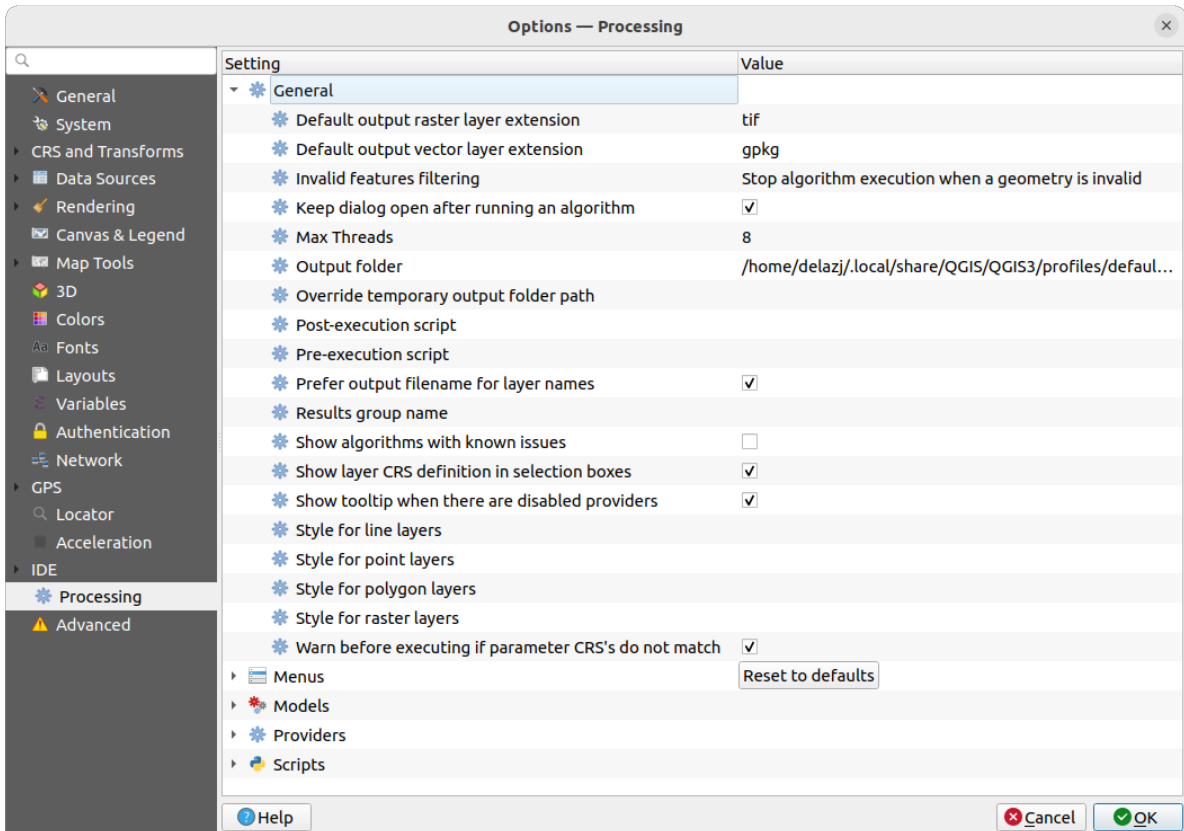 Options — Processing
General
System
CRS and Transforms
Data Sources
Rendering
Canvas & Legend
Map Tools
3D
Colors
Aa Fonts
Layouts
Variables
Authentication
Network
GPS
Locator
Acceleration
IDE
Processing
Advanced
Setting Value
General
Default output raster layer extension tif
Default output vector layer extension gpkg
Invalid features filtering Stop algorithm execution when a geometry is invalid
Keep dialog open after running an algorithm
Max Threads 8
Output folder /home/delazj/.local/share/QGIS/QGIS3/profiles/defaul...
Override temporary output folder path
Post-execution script
Pre-execution script
Prefer output filename for layer names
Results group name
Show algorithms with known issues
Show layer CRS definition in selection boxes
Show tooltip when there are disabled providers
Style for line layers
Style for point layers
Style for polygon layers
Style for raster layers
Warn before executing if parameter CRS's do not match
Menus Reset to defaults
Models
Providers
Scripts
Help Cancel OK